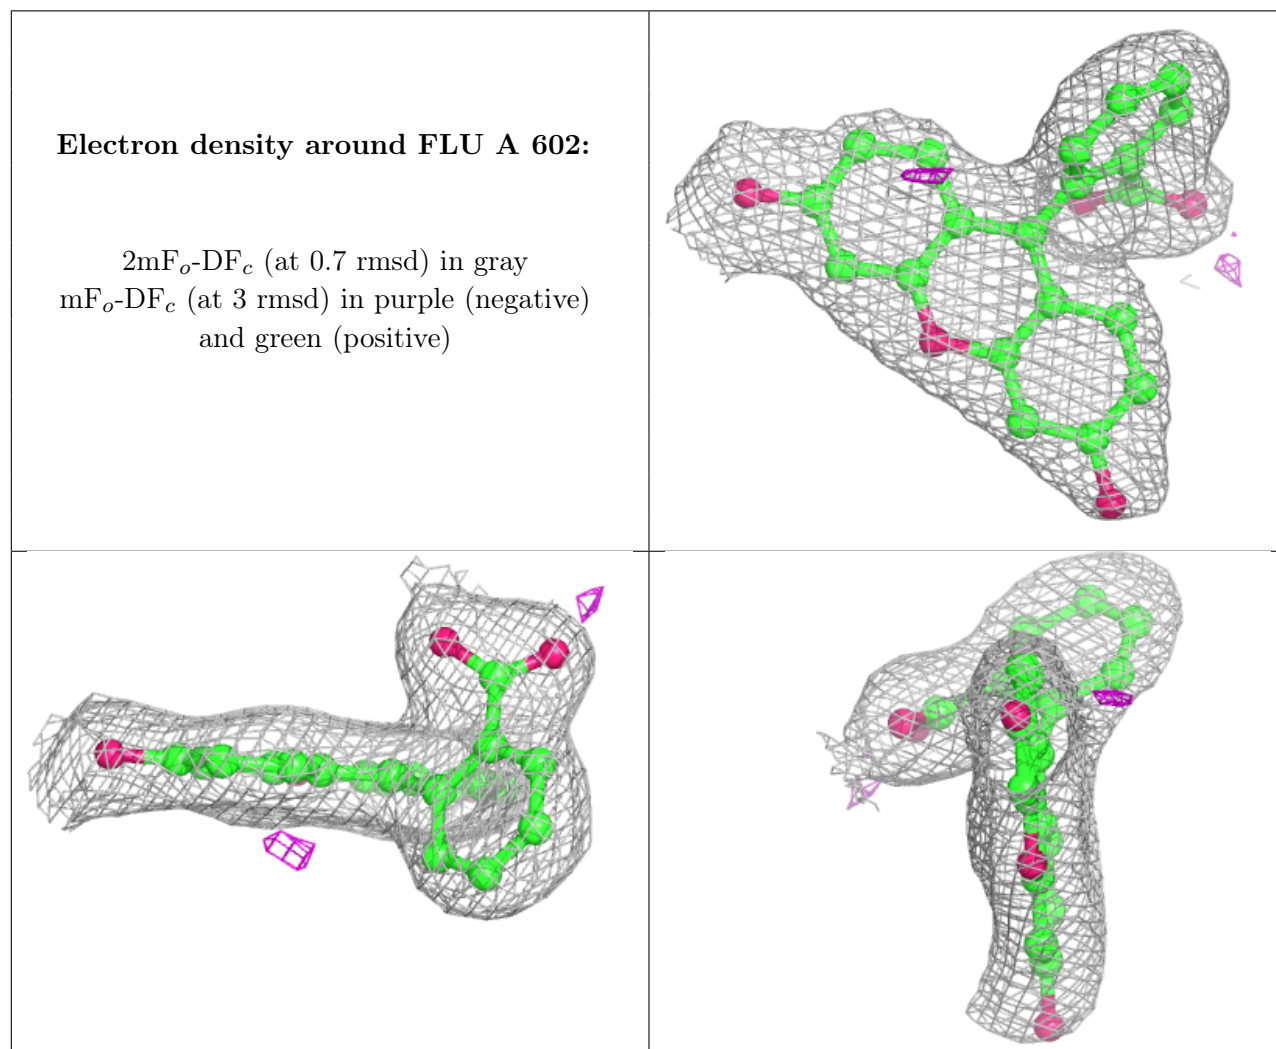 Electron density around FLU A 602:
2mFo-DFc (at 0.7 rmsd) in gray
mFo-DFc (at 3 rmsd) in purple (negative)
and green (positive)